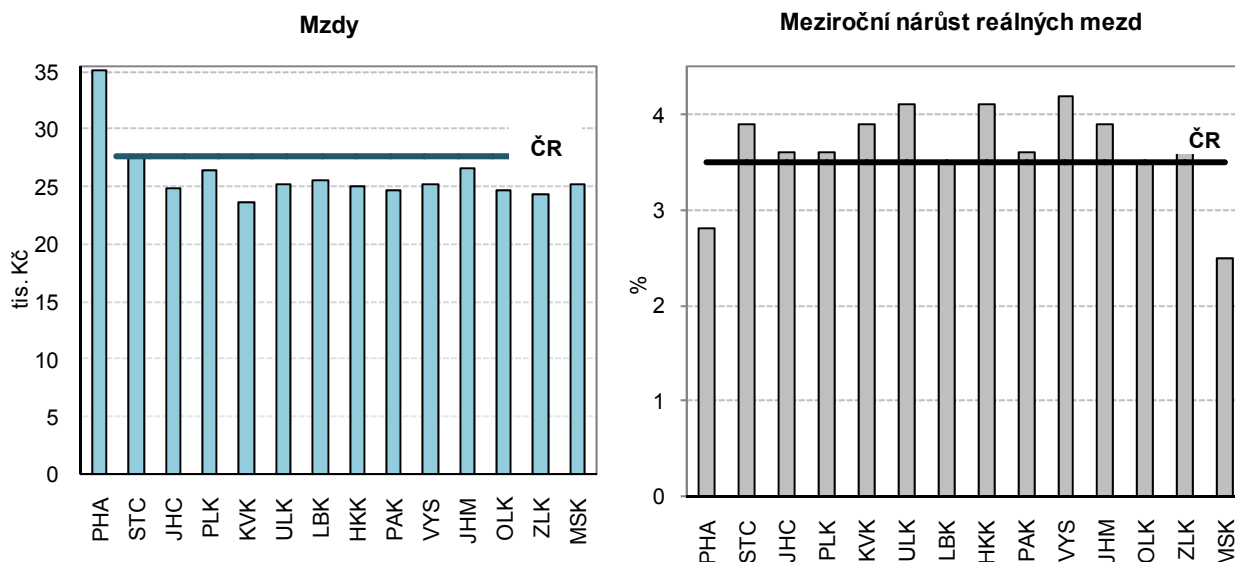 Mzdy
35
30
25
20
15
10
5
0
tis. Kč
ČR
PHA
STC
JHC
PLK
KVK
ULK
LBK
HKK
PAK
VYS
JHM
OLK
ZLK
MSK
Meziroční nárůst reálných mezd
4
3
2
1
0
%
ČR
PHA
STC
JHC
PLK
KVK
ULK
LBK
HKK
PAK
VYS
JHM
OLK
ZLK
MSK